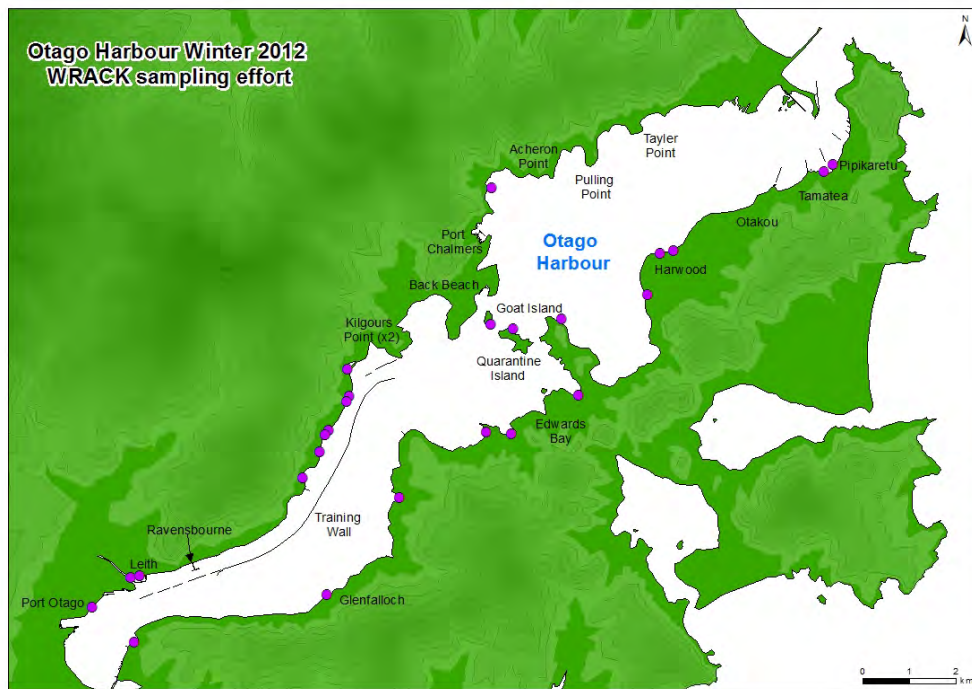 Otago Harbour Winter 2012
WRACK sampling effort
N
Tayler
Point
Acheron
Point
Pulling
Point
Pipikaretu
Tamatea
Otakou
Port
Chalmers
Otago
Harbour
Harwood
Back Beach
Goat Island
Kilgours
Point (x2)
Quarantine
Island
Edwards
Bay
Training
Wall
Ravensbourne
Leith
Port Otago
Glenfalloch
0 1 2
km